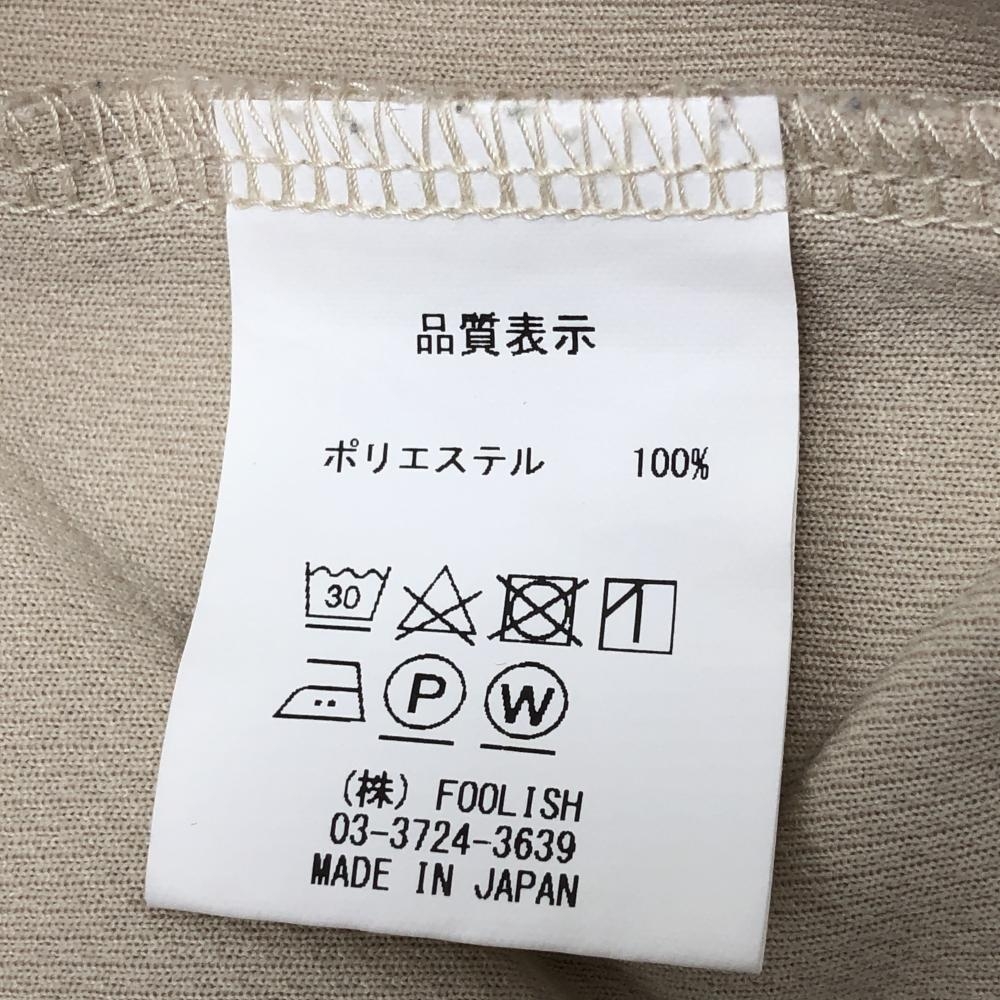 品質表示
ポリエステル 100%
30
P W
(株) FOOLISH
03-3724-3639
MADE IN JAPAN